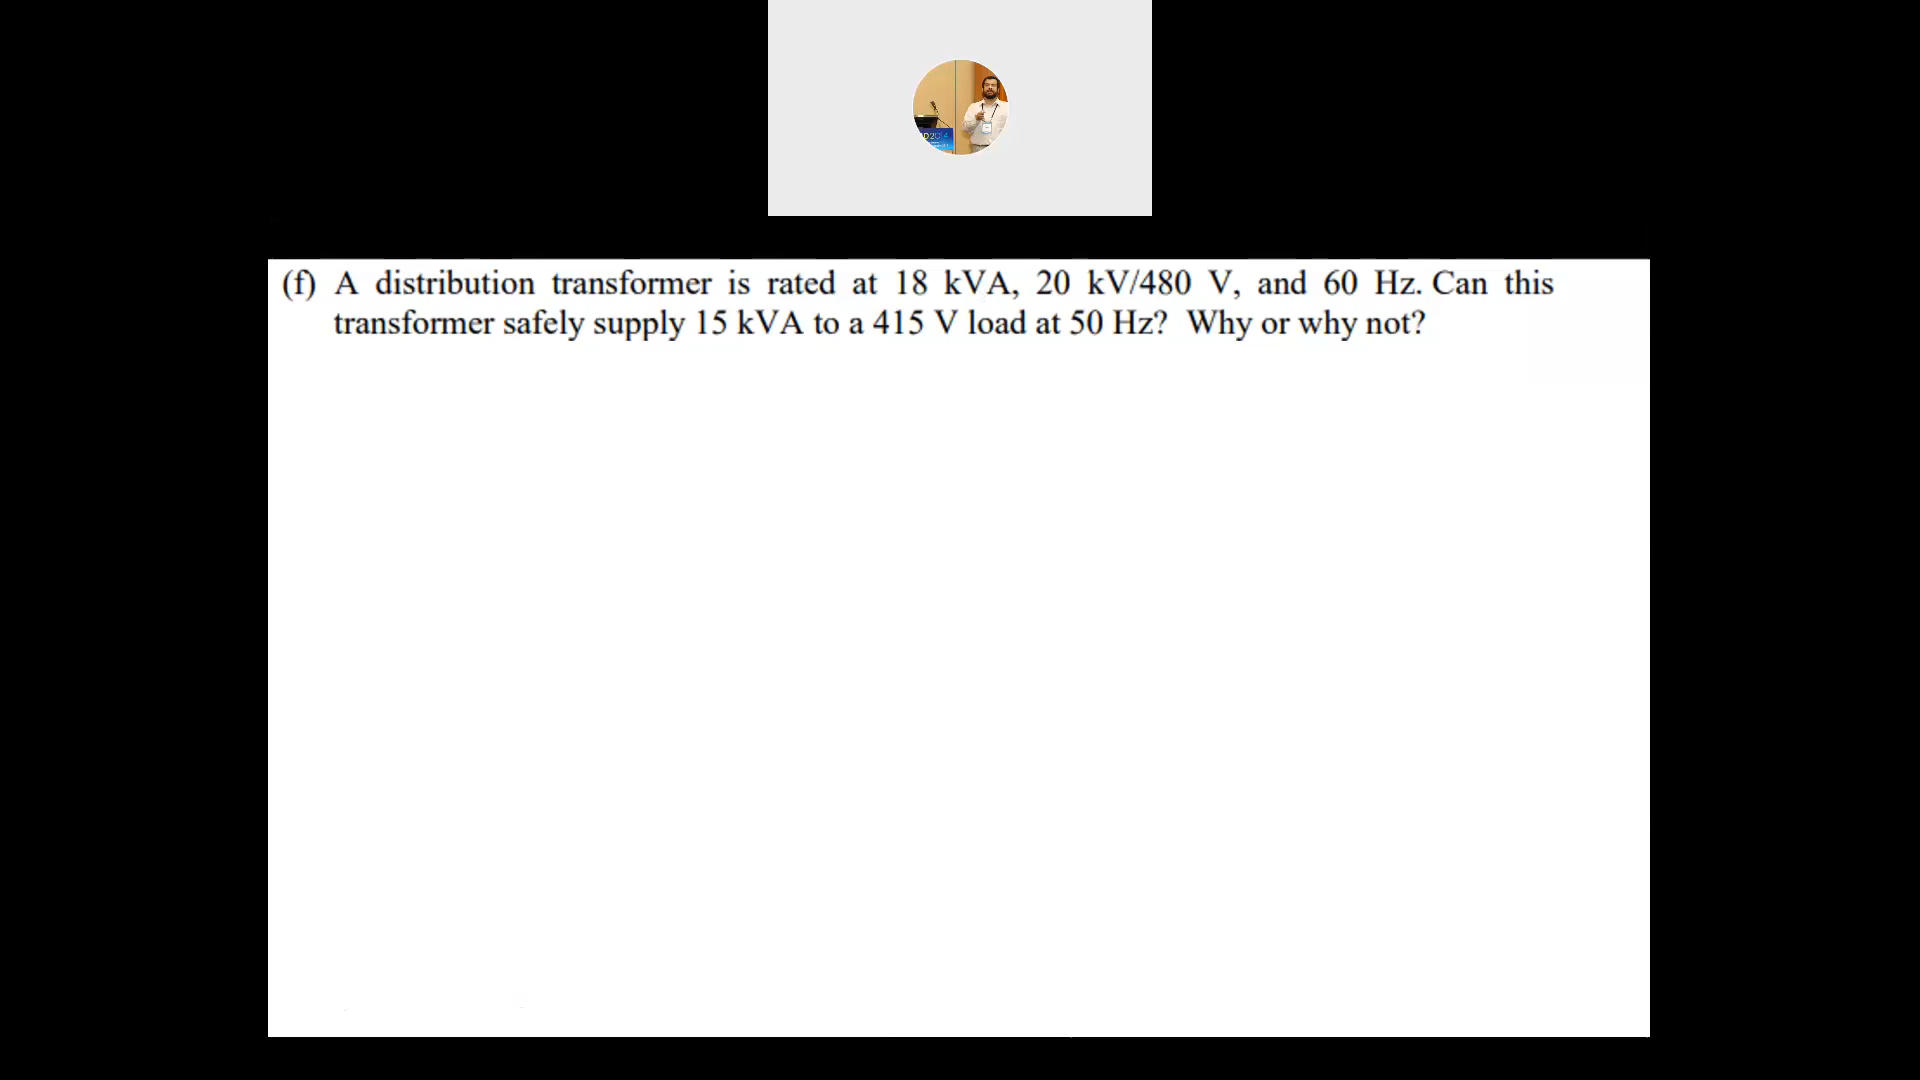 (f) A distribution transformer is rated at 18 kVA, 20 kV/480 V, and 60 Hz. Can this
transformer safely supply 15 kVA to a 415 V load at 50 Hz? Why or why not?